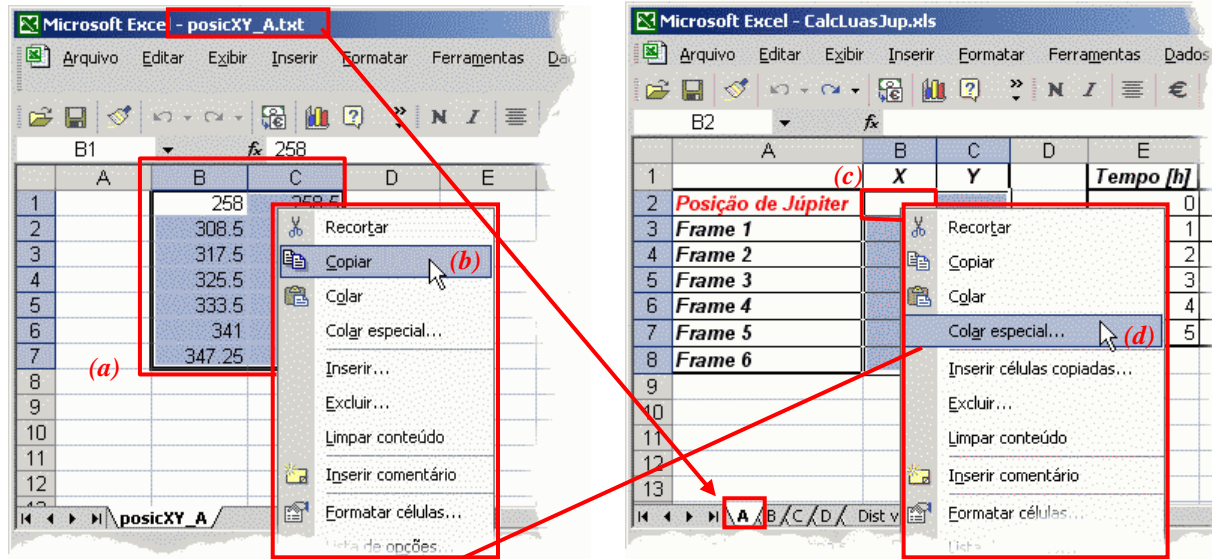 Microsoft Excel - posicXY_A.txt
Arquivo Editar Exibir Inserir Formatar Ferramentas
N I
B1 fx 258
A B C D E
1 258 258.5
2 308.5
3 317.5
4 325.5
5 333.5
6 341
7 347.25
8
9
10
11
12
(a)
Recortar
Copiar (b)
Colar
Colar especial...
Inserir...
Excluir...
Limpar conteúdo
Inserir comentário
Formatar células...
Lista de opções...
posicXY_A
Microsoft Excel - CalcLuasJup.xls
Arquivo Editar Exibir Inserir Formatar Ferramentas Dados
N I €
B2 fx
A B C D E
1 (c) X Y Tempo [h]
2 Posição de Júpiter 0
3 Frame 1 1
4 Frame 2 2
5 Frame 3 3
6 Frame 4 4
7 Frame 5 5
8 Frame 6
9
10
11
12
13
Recortar
Copiar
Colar
Colar especial... (d)
Inserir células copiadas...
Excluir...
Limpar conteúdo
Inserir comentário
Formatar células...
Lista
A B C D Dist v